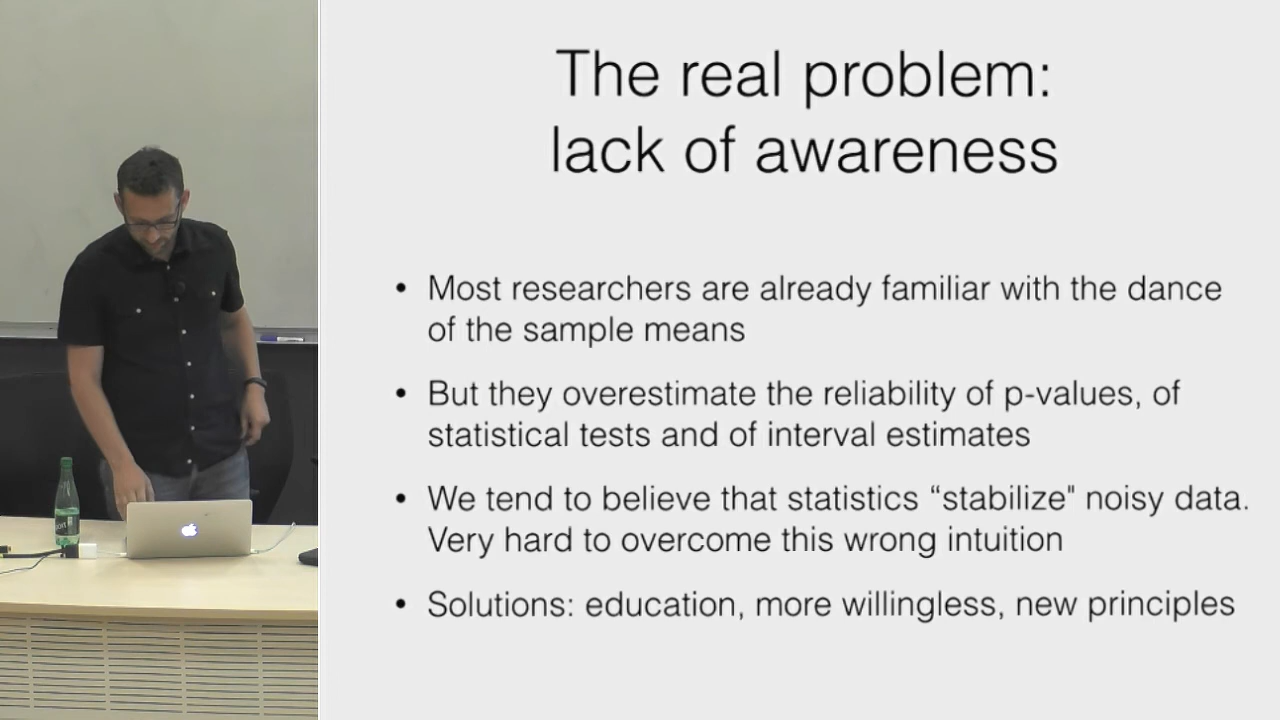 The real problem:
lack of awareness
• Most researchers are already familiar with the dance
of the sample means
• But they overestimate the reliability of p-values, of
statistical tests and of interval estimates
• We tend to believe that statistics “stabilize" noisy data.
Very hard to overcome this wrong intuition
• Solutions: education, more willingless, new principles